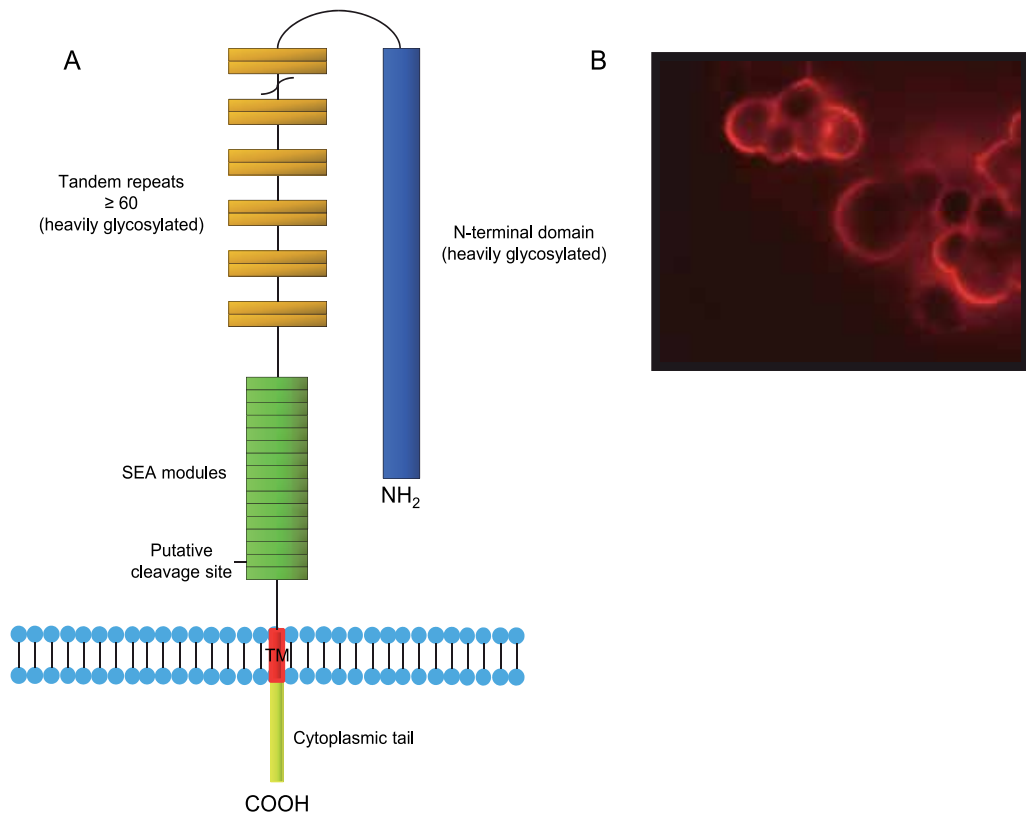 A
B
Tandem repeats
≥ 60
(heavily glycosylated)
N-terminal domain
(heavily glycosylated)
SEA modules
NH₂
Putative
cleavage site
TM
Cytoplasmic tail
COOH